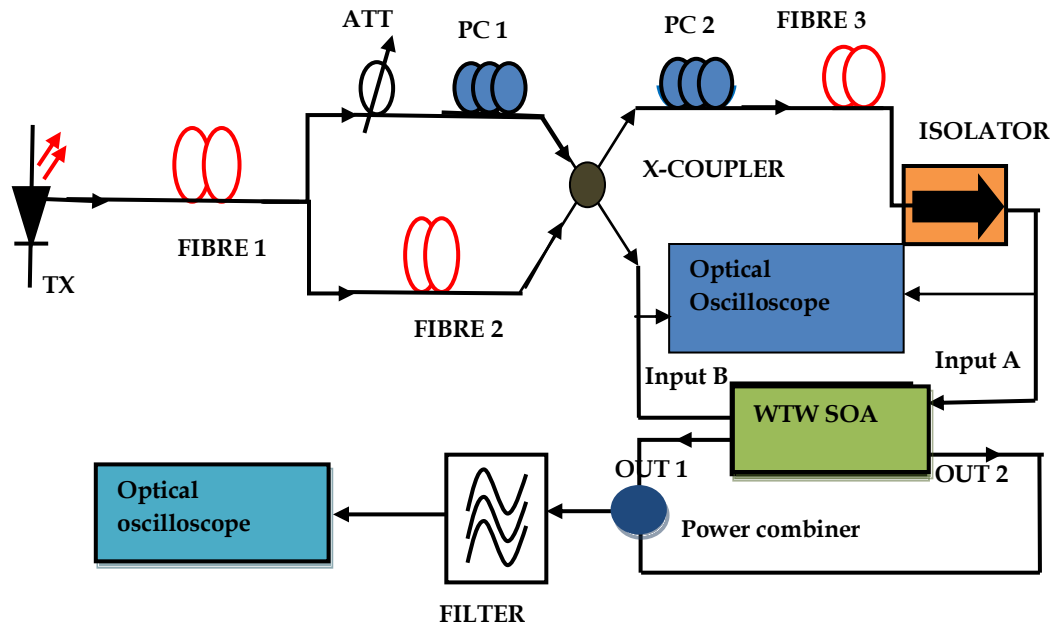 ATT
PC 1
PC 2
FIBRE 3
ISOLATOR
X-COUPLER
FIBRE 1
TX
FIBRE 2
Optical
Oscilloscope
Input B
Input A
WTW SOA
OUT 1
OUT 2
Optical
oscilloscope
Power combiner
FILTER